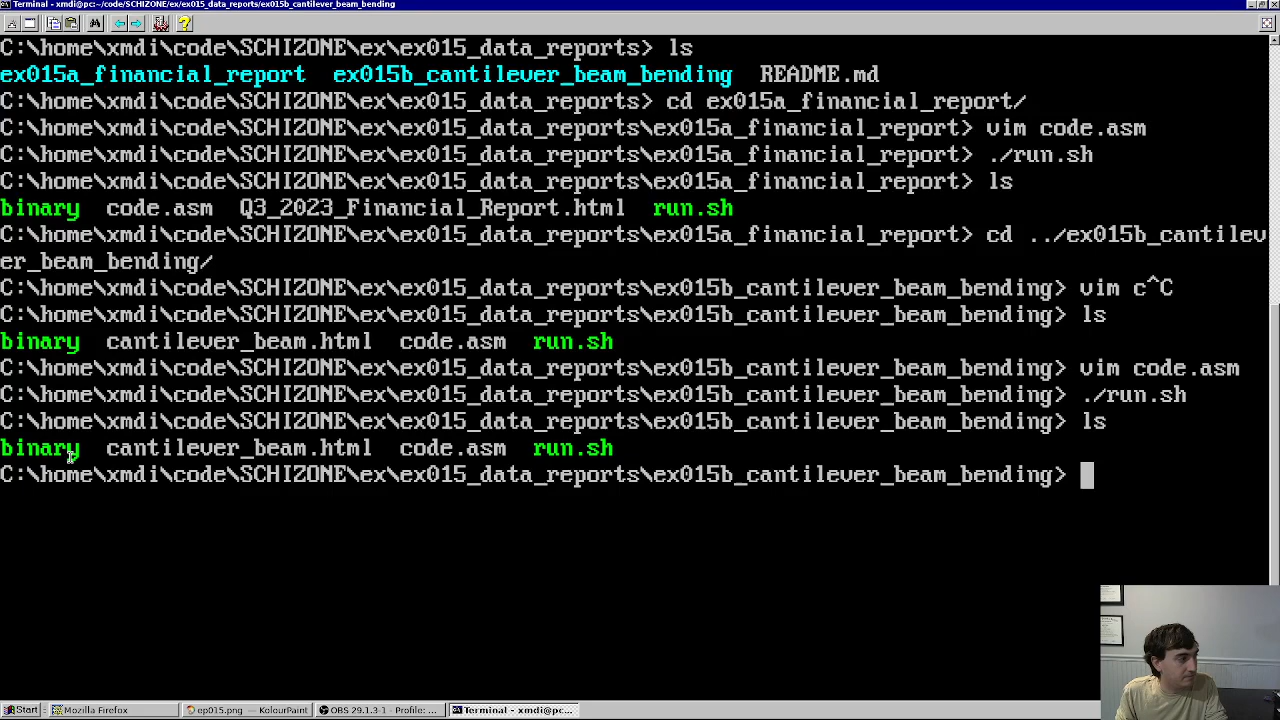 Terminal - xmdi@pc:~/code/SCHIZONE/ex/ex015_data_reports/ex015b_cantilever_beam_bending
C:\home\xmdi\code\SCHIZONE\ex\ex015_data_reports> ls
ex015a_financial_report  ex015b_cantilever_beam_bending  README.md
C:\home\xmdi\code\SCHIZONE\ex\ex015_data_reports> cd ex015a_financial_report/
C:\home\xmdi\code\SCHIZONE\ex\ex015_data_reports\ex015a_financial_report> vim code.asm
C:\home\xmdi\code\SCHIZONE\ex\ex015_data_reports\ex015a_financial_report> ./run.sh
C:\home\xmdi\code\SCHIZONE\ex\ex015_data_reports\ex015a_financial_report> ls
binary  code.asm  Q3_2023_Financial_Report.html  run.sh
C:\home\xmdi\code\SCHIZONE\ex\ex015_data_reports\ex015a_financial_report> cd ../ex015b_cantilev
er_beam_bending/
C:\home\xmdi\code\SCHIZONE\ex\ex015_data_reports\ex015b_cantilever_beam_bending> vim c^C
C:\home\xmdi\code\SCHIZONE\ex\ex015_data_reports\ex015b_cantilever_beam_bending> ls
binary  cantilever_beam.html  code.asm  run.sh
C:\home\xmdi\code\SCHIZONE\ex\ex015_data_reports\ex015b_cantilever_beam_bending> vim code.asm
C:\home\xmdi\code\SCHIZONE\ex\ex015_data_reports\ex015b_cantilever_beam_bending> ./run.sh
C:\home\xmdi\code\SCHIZONE\ex\ex015_data_reports\ex015b_cantilever_beam_bending> ls
binary  cantilever_beam.html  code.asm  run.sh
C:\home\xmdi\code\SCHIZONE\ex\ex015_data_reports\ex015b_cantilever_beam_bending>
Start  Mozilla Firefox  ep015.png — KolourPaint  OBS 29.1.3-1 - Profile: ...  Terminal - xmdi@pc:~...